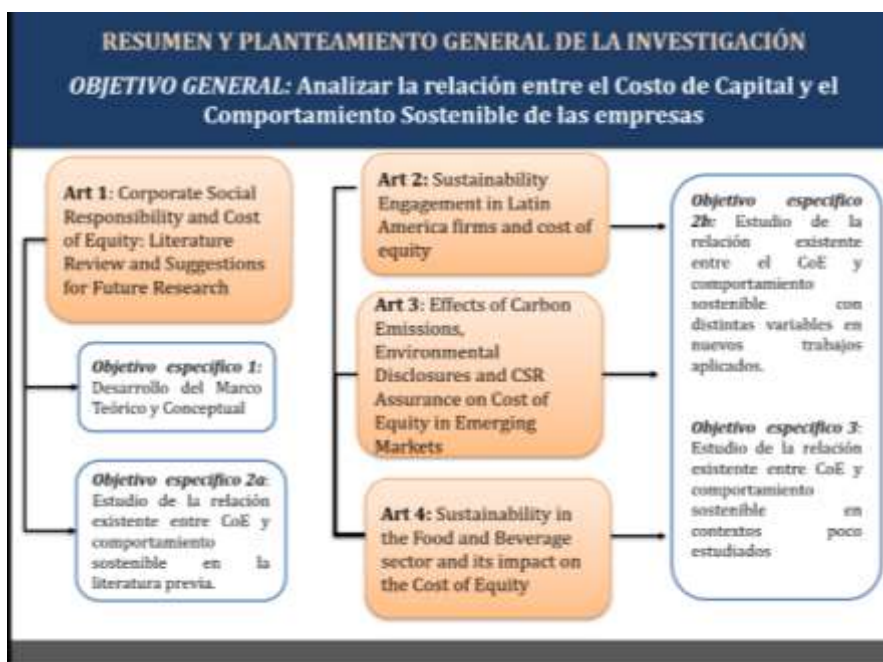 RESUMEN Y PLANTEAMIENTO GENERAL DE LA INVESTIGACIÓN
OBJETIVO GENERAL: Analizar la relación entre el Costo de Capital y el
Comportamiento Sostenible de las empresas
Art 1: Corporate Social
Responsibility and Cost
of Equity: Literature
Review and Suggestions
for Future Research
Objetivo específico 1:
Desarrollo del Marco
Teórico y Conceptual
Objetivo específico 2a:
Estudio de la relación
existente entre CoE y
comportamiento
sostenible en la
literatura previa.
Art 2: Sustainability
Engagement in Latin
America firms and cost of
equity
Art 3: Effects of Carbon
Emissions,
Environmental
Disclosures and CSR
Assurance on Cost of
Equity in Emerging
Markets
Art 4: Sustainability in
the Food and Beverage
sector and its impact on
the Cost of Equity
Objetivo específico
2b: Estudio de la
relación existente
entre el CoE y
comportamiento
sostenible con
distintas variables en
nuevos trabajos
aplicados.
Objetivo específico 3:
Estudio de la relación
existente entre CoE y
comportamiento
sostenible en
contextos poco
estudiados